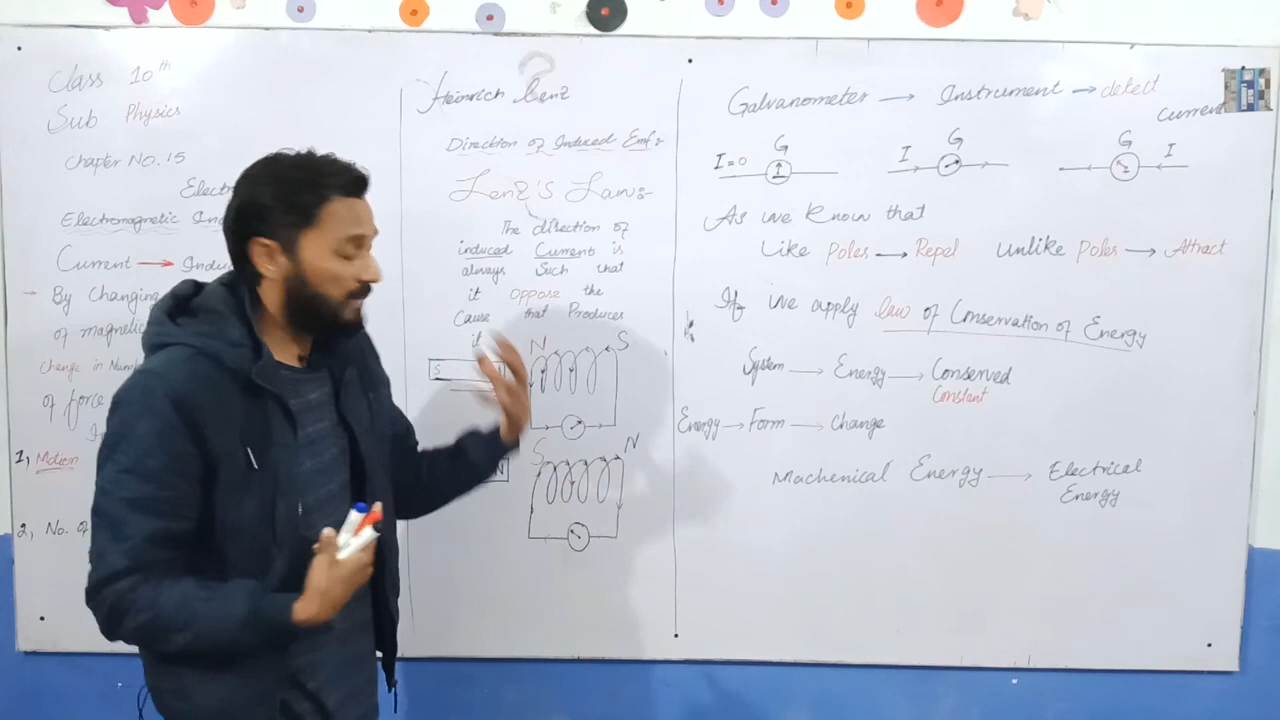 Class 10th
Sub Physics
Chapter No. 15
Electr
Electromagnetic Ind
Current → Indu
- By Changing
of magnetic
Change in Numb
of force
I
1, Motion
2, No. of
Heinrich Lenz
?
Direction of Induced Emf:-
Lenz's Law:-
The direction of
induced Current is
always Such that
it oppose the
Cause that Produces
it
N S
S N
S N
N
Galvanometer → Instrument → detect
Current
I=0 G I G G I
As we Know that
Like Poles → Repel Unlike Poles → Attract
If we apply law of Conservation of Energy
System → Energy → Conserved
Constant
Energy → Form → Change
Machenical Energy → Electrical
Energy